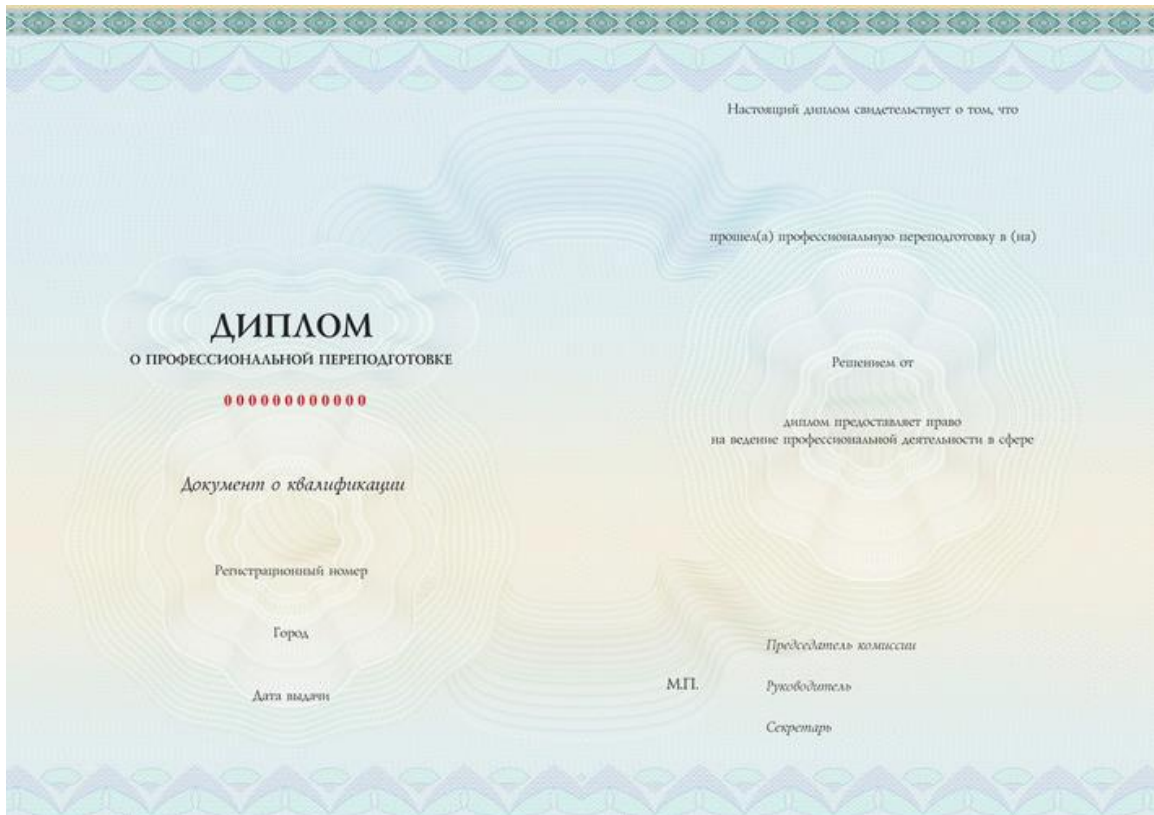 ДИПЛОМ
О ПРОФЕССИОНАЛЬНОЙ ПЕРЕПОДГОТОВКЕ
000000000000
Документ о квалификации
Регистрационный номер
Город
Дата выдачи
Настоящий диплом свидетельствует о том, что
прошел(а) профессиональную переподготовку в (на)
Решением от
диплом предоставляет право
на ведение профессиональной деятельности в сфере
Председатель комиссии
М.П.
Руководитель
Секретарь